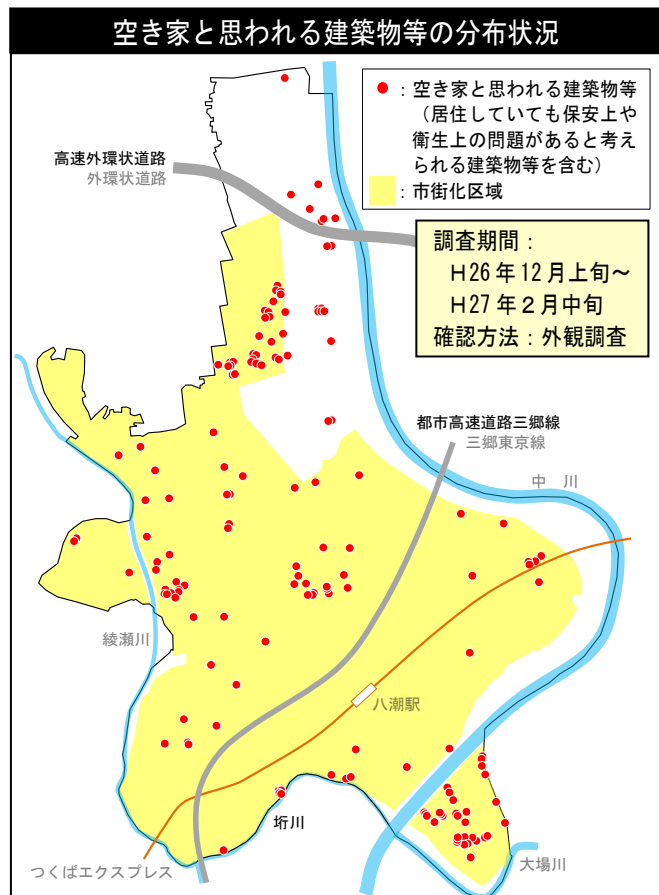 空き家と思われる建築物等の分布状況
●：空き家と思われる建築物等
（居住していても保安上や
衛生上の問題があると考え
られる建築物等を含む）
：市街化区域
高速外環状道路
外環状道路
調査期間：
H26年12月上旬～
H27年２月中旬
確認方法：外観調査
都市高速道路三郷線
三郷東京線
中川
綾瀬川
八潮駅
垳川
つくばエクスプレス
大場川